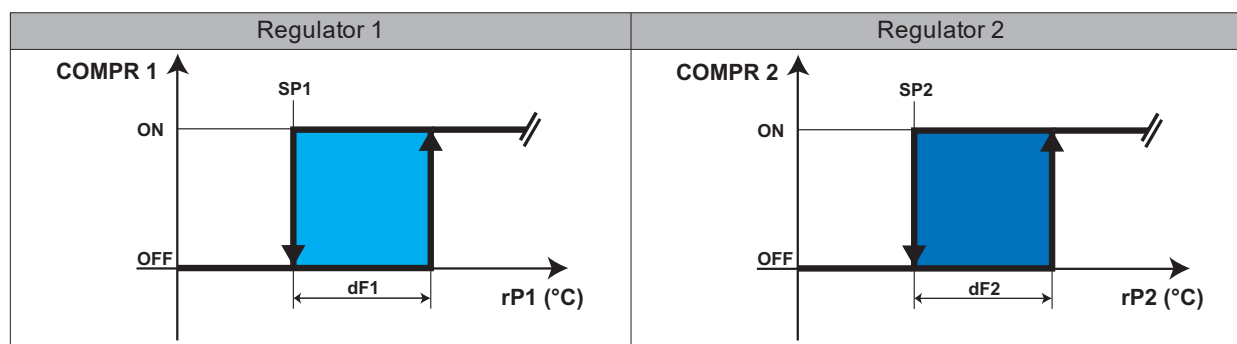 Regulator 1
COMPR 1
SP1
ON
OFF
dF1
rP1 (°C)
Regulator 2
COMPR 2
SP2
ON
OFF
dF2
rP2 (°C)